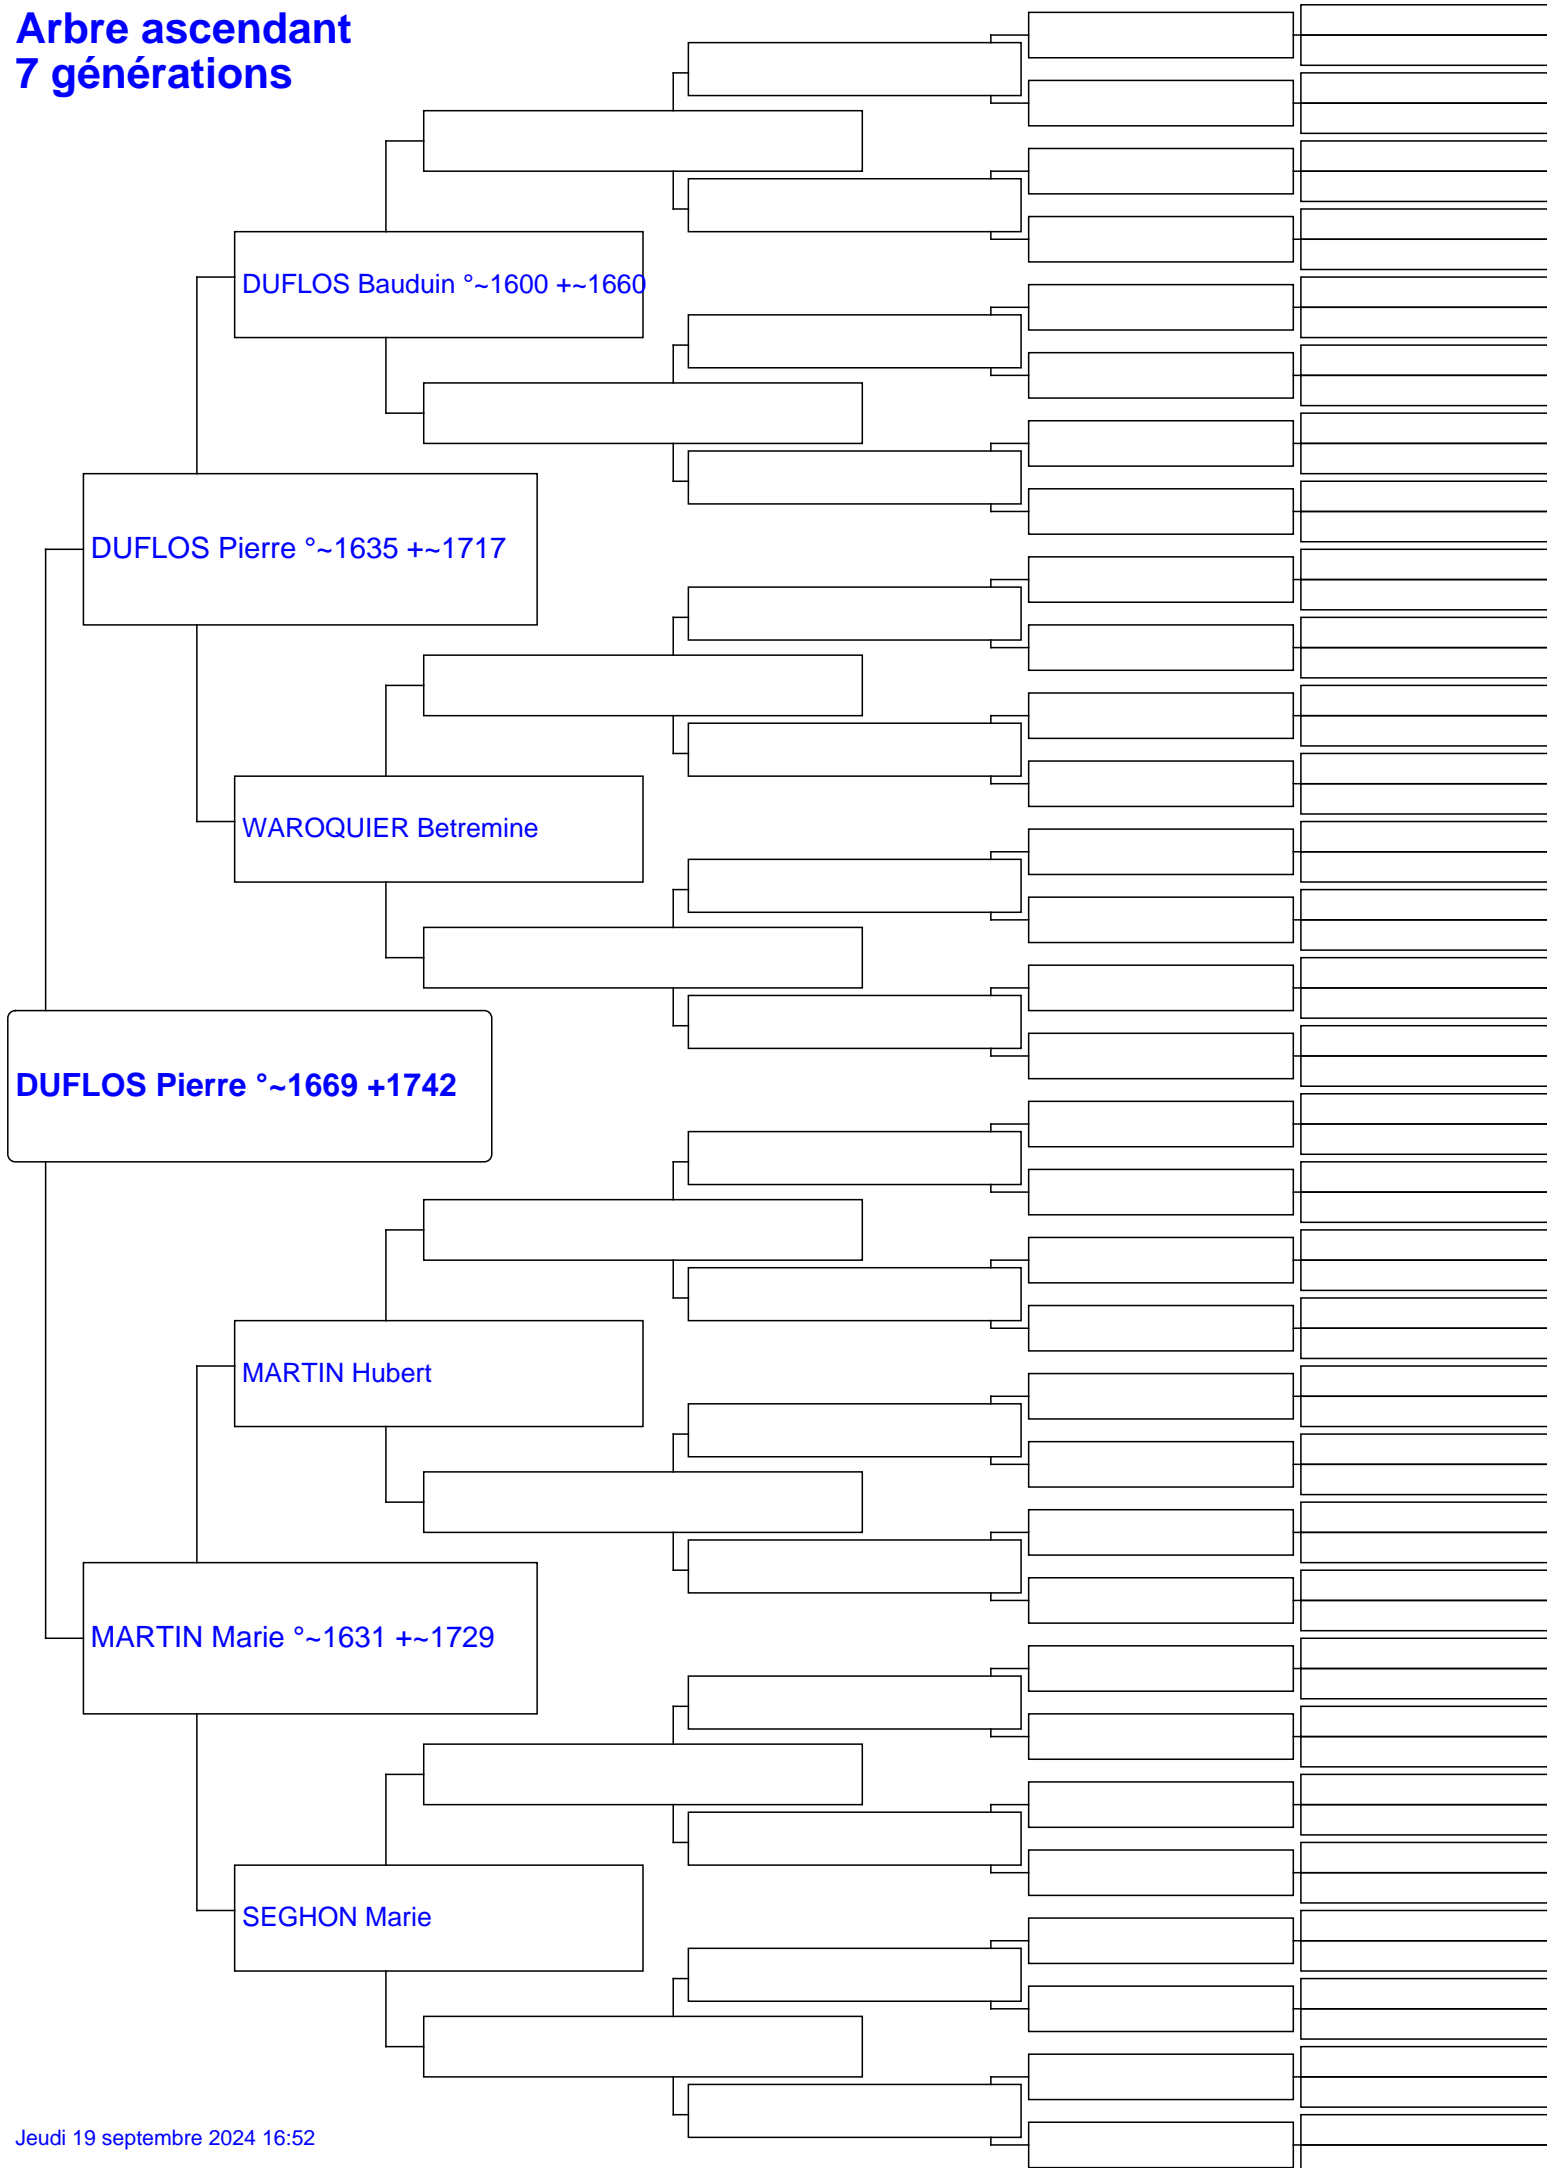 Arbre ascendant
7 générations
DUFLOS Bauduin °~1600 +~1660
DUFLOS Pierre °~1635 +~1717
WAROQUIER Betremine
DUFLOS Pierre °~1669 +1742
MARTIN Hubert
MARTIN Marie °~1631 +~1729
SEGHON Marie
Jeudi 19 septembre 2024 16:52